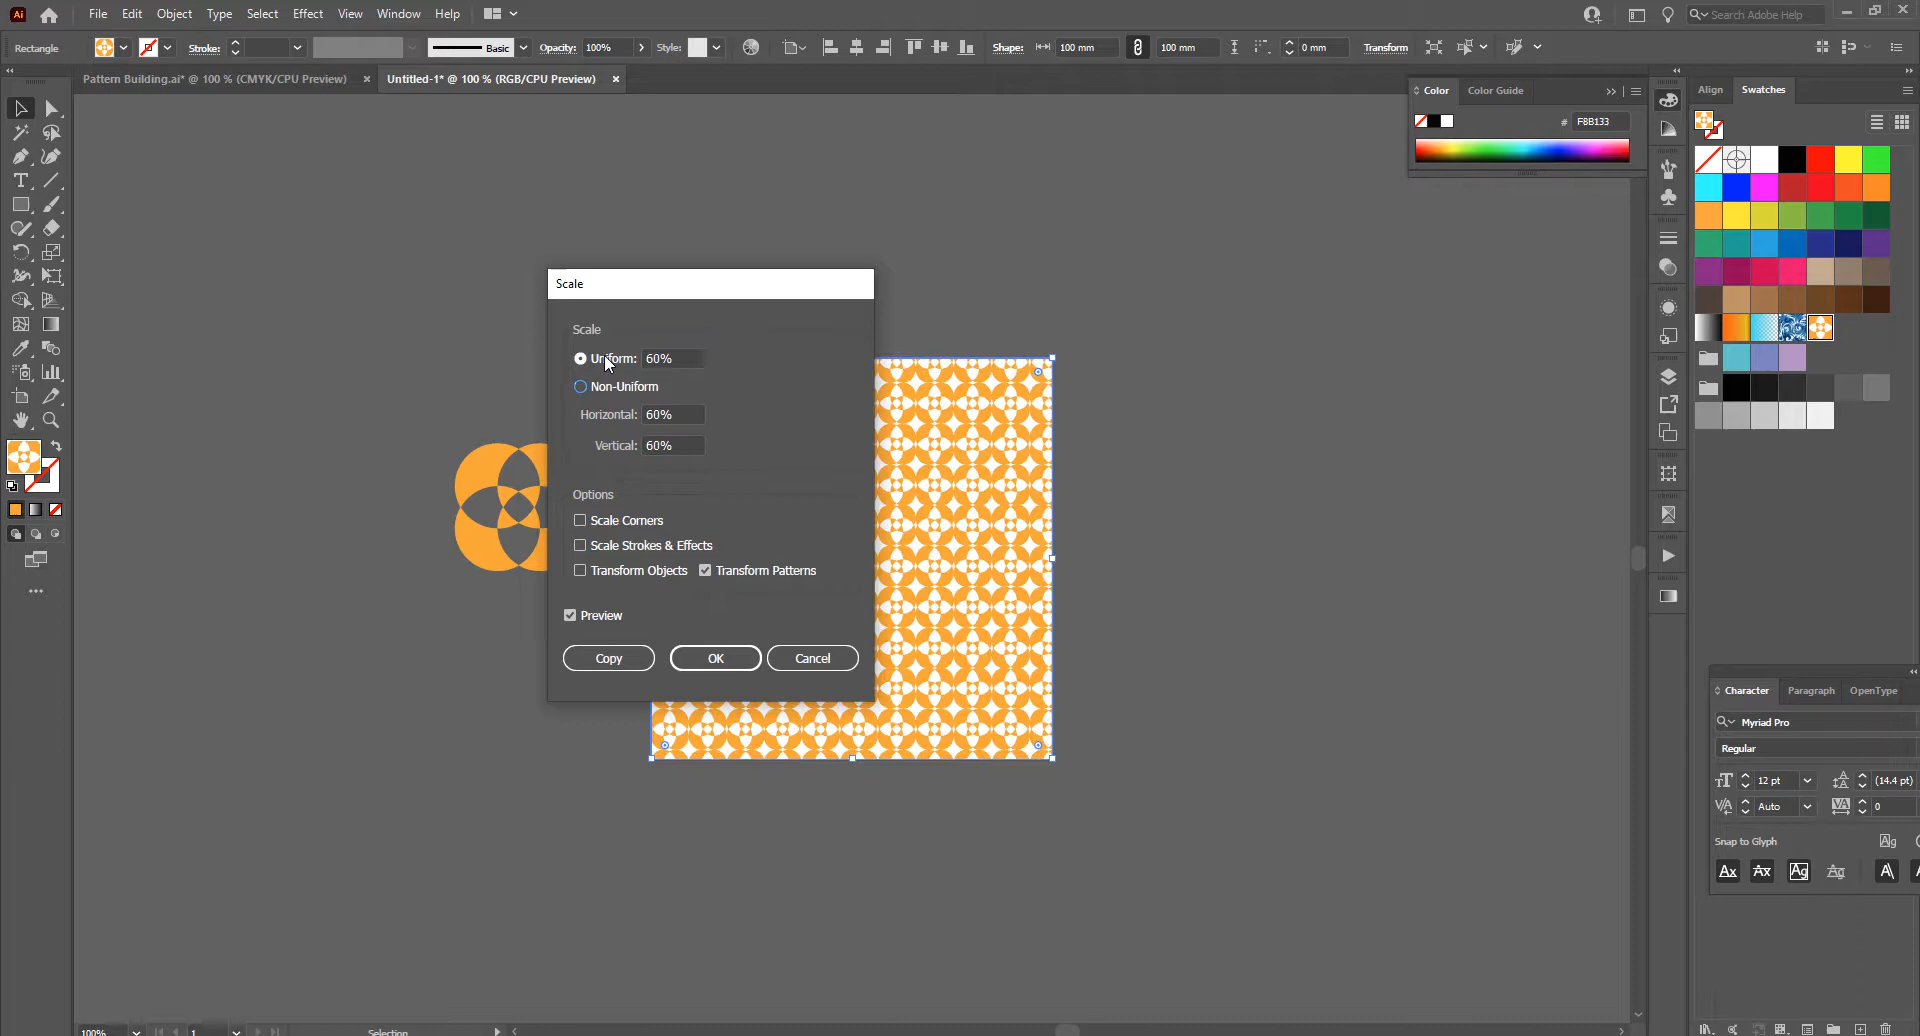 Ai File Edit Object Type Select Effect View Window Help Search Adobe Help
Rectangle Stroke: Basic Opacity: 100% Style: Shape: 100 mm 100 mm 0 mm Transform
Pattern Building.ai* @ 100 % (CMYK/CPU Preview) × Untitled-1* @ 100 % (RGB/CPU Preview) ×
Color Color Guide
# FBB133
Align Swatches
Scale
Scale
Uniform: 60%
Non-Uniform
Horizontal: 60%
Vertical: 60%
Options
Scale Corners
Scale Strokes & Effects
Transform Objects Transform Patterns
Preview
Copy OK Cancel
Character Paragraph OpenType
Myriad Pro
Regular
12 pt (14.4 pt)
Auto 0
Snap to Glyph
100% 1 Selection